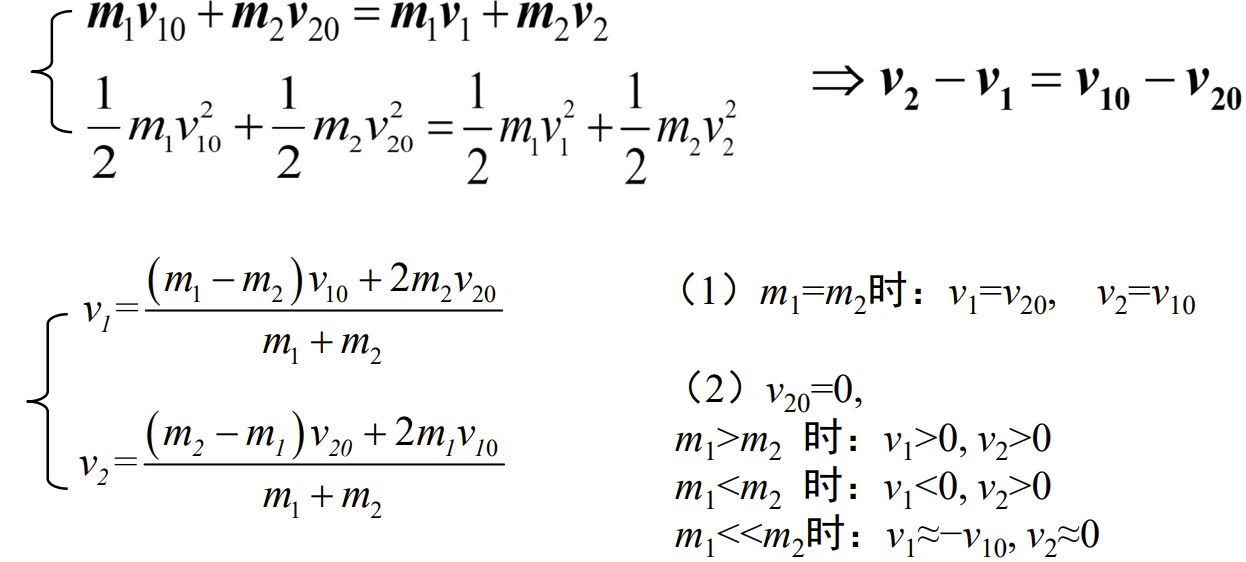 m₁v₁₀ + m₂v₂₀ = m₁v₁ + m₂v₂
½m₁v₁₀² + ½m₂v₂₀² = ½m₁v₁² + ½m₂v₂²
⇒ v₂ − v₁ = v₁₀ − v₂₀
v₁=((m₁ − m₂)v₁₀ + 2m₂v₂₀)/(m₁ + m₂)
v₂=((m₂ − m₁)v₂₀ + 2m₁v₁₀)/(m₁ + m₂)
（1）m₁=m₂时：v₁=v₂₀, v₂=v₁₀
（2）v₂₀=0,
m₁>m₂ 时：v₁>0, v₂>0
m₁<m₂ 时：v₁<0, v₂>0
m₁<<m₂时：v₁≈−v₁₀, v₂≈0